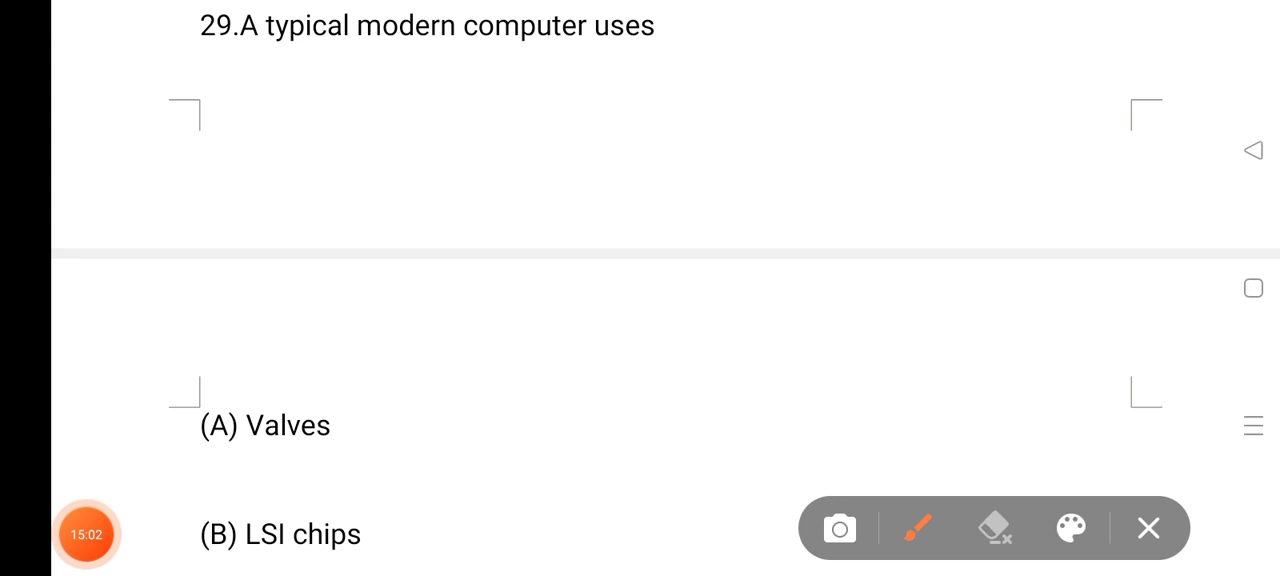 29.A typical modern computer uses
(A) Valves
(B) LSI chips
15:02